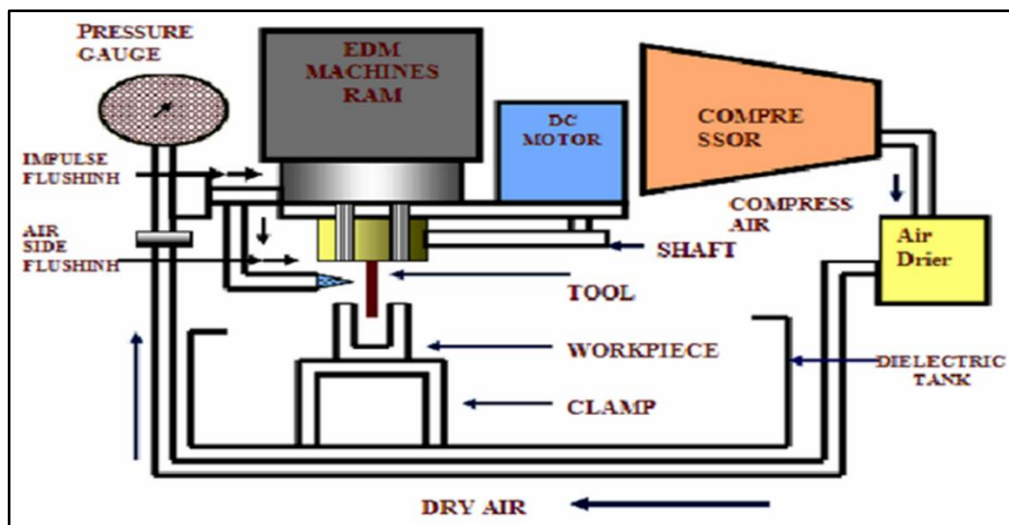 PRESSURE
GAUGE
EDM
MACHINES
RAM
DC
MOTOR
COMPRE
SSOR
IMPULSE
FLUSHINH
COMPRESS
AIR
AIR
SIDE
FLUSHINH
SHAFT
Air
Drier
TOOL
WORKPIECE
DIELECTRIC
TANK
CLAMP
DRY AIR